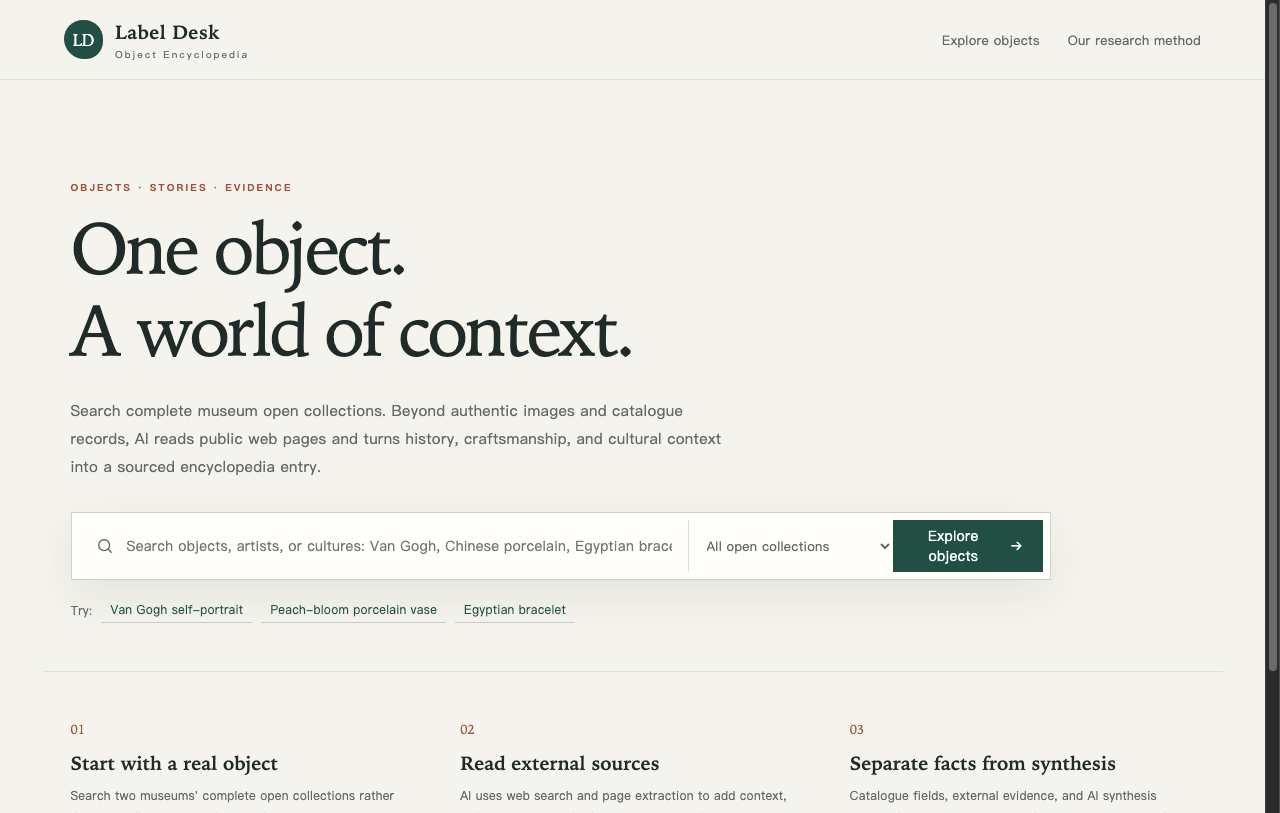 LD
Label Desk
Object Encyclopedia
Explore objects
Our research method
OBJECTS · STORIES · EVIDENCE
One object.
A world of context.
Search complete museum open collections. Beyond authentic images and catalogue
records, AI reads public web pages and turns history, craftsmanship, and cultural context
into a sourced encyclopedia entry.
Search objects, artists, or cultures: Van Gogh, Chinese porcelain, Egyptian brace
All open collections
Explore
objects
Try:
Van Gogh self-portrait
Peach-bloom porcelain vase
Egyptian bracelet
01
Start with a real object
Search two museums' complete open collections rather
02
Read external sources
AI uses web search and page extraction to add context,
03
Separate facts from synthesis
Catalogue fields, external evidence, and AI synthesis